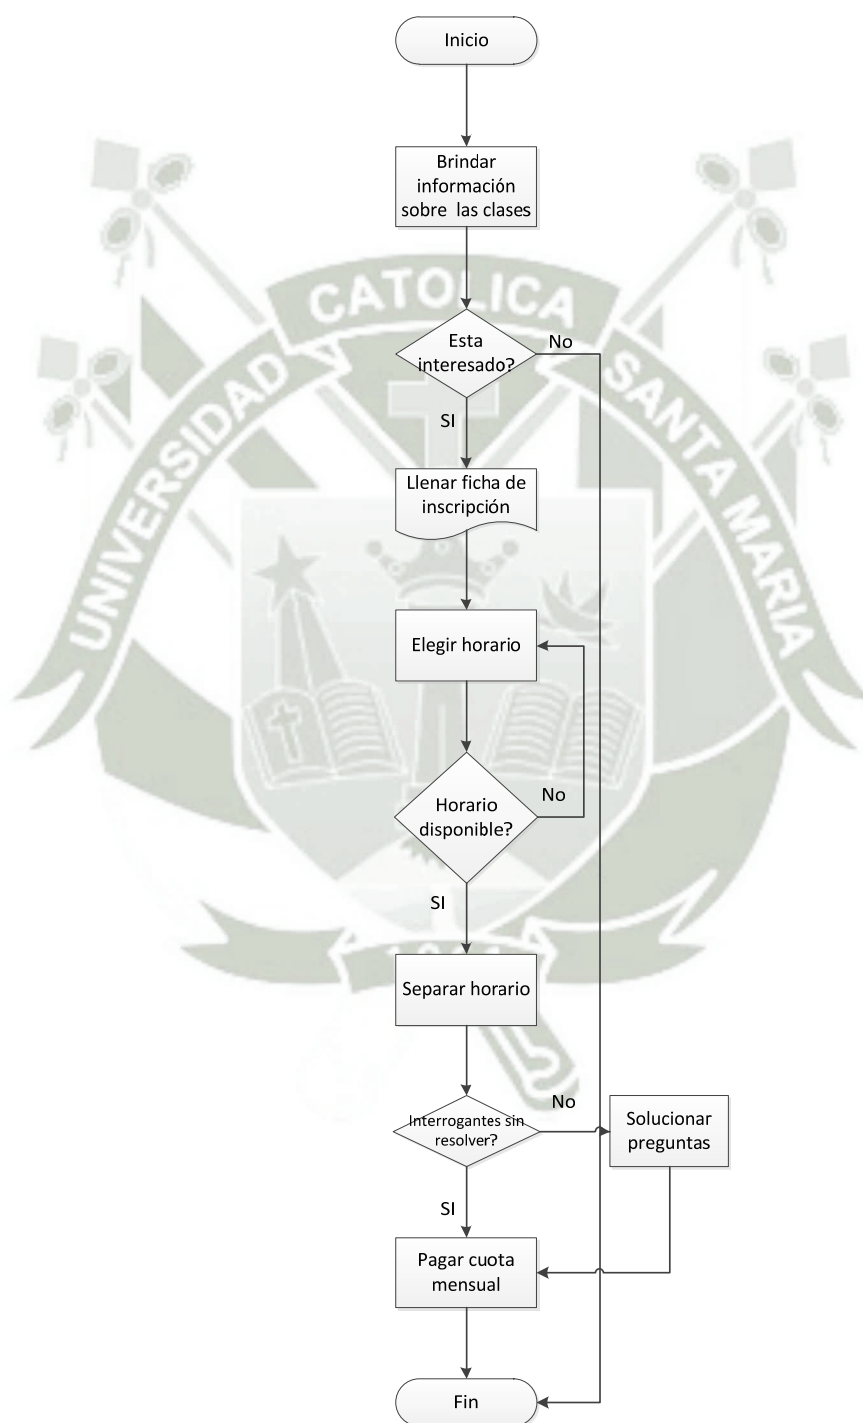 Inicio
Brindar
información
sobre las clases
CATOLICA
UNIVERSIDAD
SANTA MARIA
Esta
interesado?
No
SI
Llenar ficha de
inscripción
Elegir horario
Horario
disponible?
No
SI
Separar horario
Interrogantes sin
resolver?
No
Solucionar
preguntas
SI
Pagar cuota
mensual
Fin